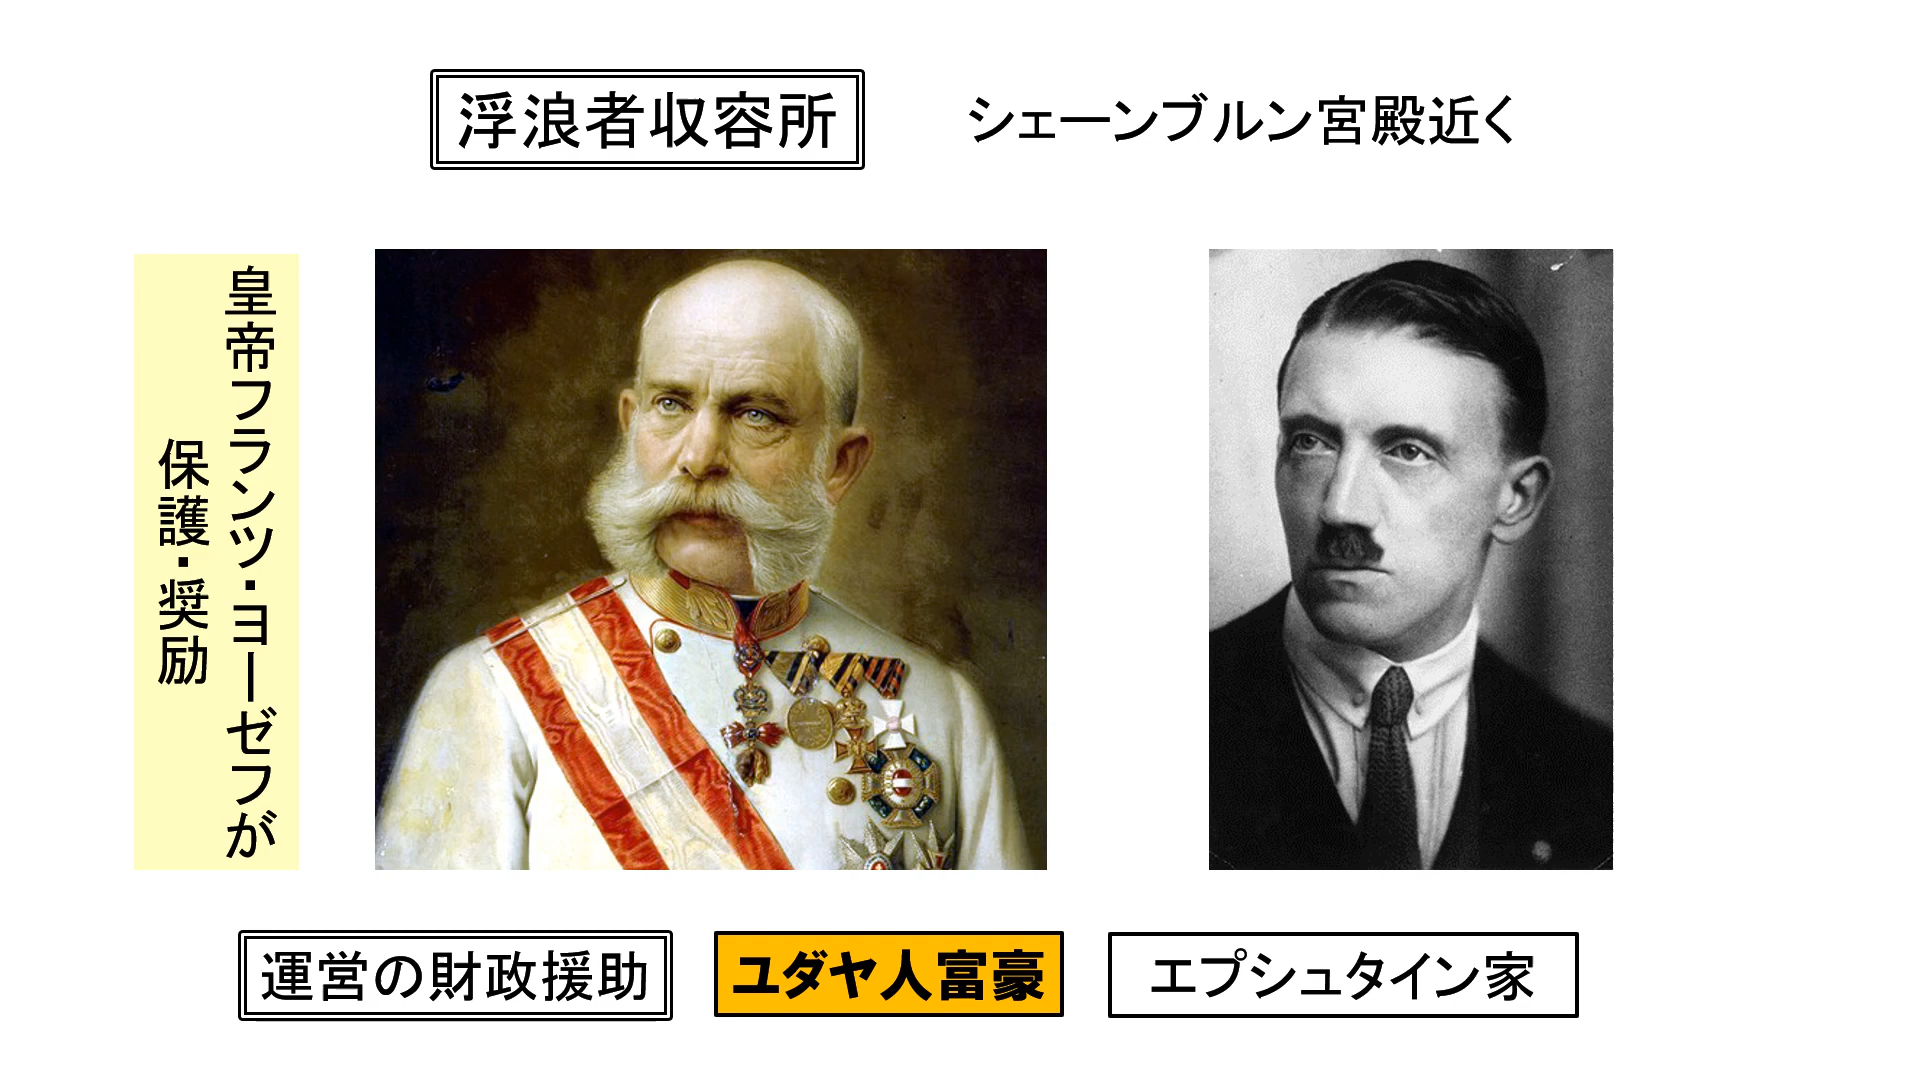 浮浪者収容所
シェーンブルン宮殿近く
皇帝フランツ・ヨーゼフが
保護・奨励
運営の財政援助
ユダヤ人富豪
エプシュタイン家